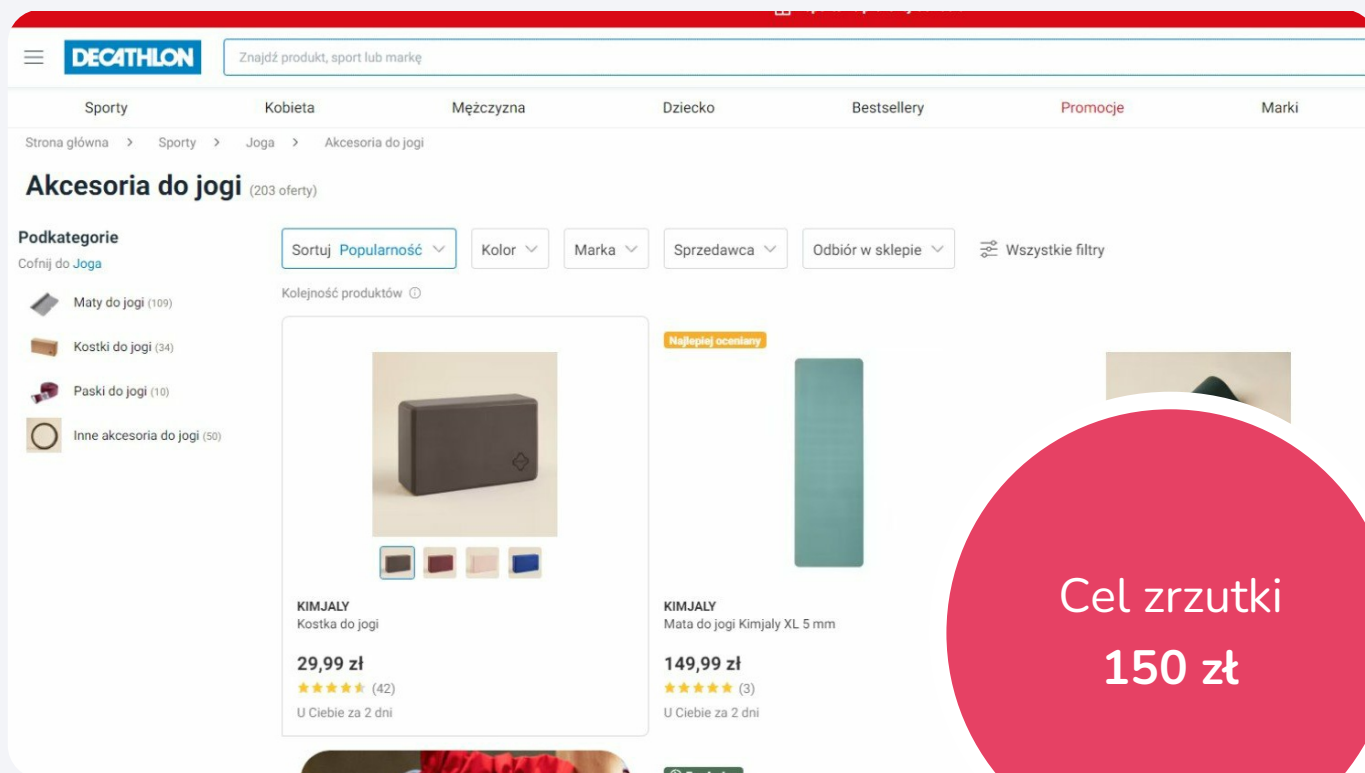 DECATHLON
Znajdź produkt, sport lub markę
Sporty Kobieta Mężczyzna Dziecko Bestsellery Promocje Marki
Strona główna > Sporty > Joga > Akcesoria do jogi
Akcesoria do jogi (203 oferty)
Podkategorie
Cofnij do Joga
Maty do jogi (109)
Kostki do jogi (34)
Paski do jogi (10)
Inne akcesoria do jogi (50)
Sortuj Popularność Kolor Marka Sprzedawca Odbiór w sklepie Wszystkie filtry
Kolejność produktów
KIMJALY
Kostka do jogi
29,99 zł
(42)
U Ciebie za 2 dni
Najlepiej oceniany
KIMJALY
Mata do jogi Kimjaly XL 5 mm
149,99 zł
(3)
U Ciebie za 2 dni
Cel zrzutki
150 zł